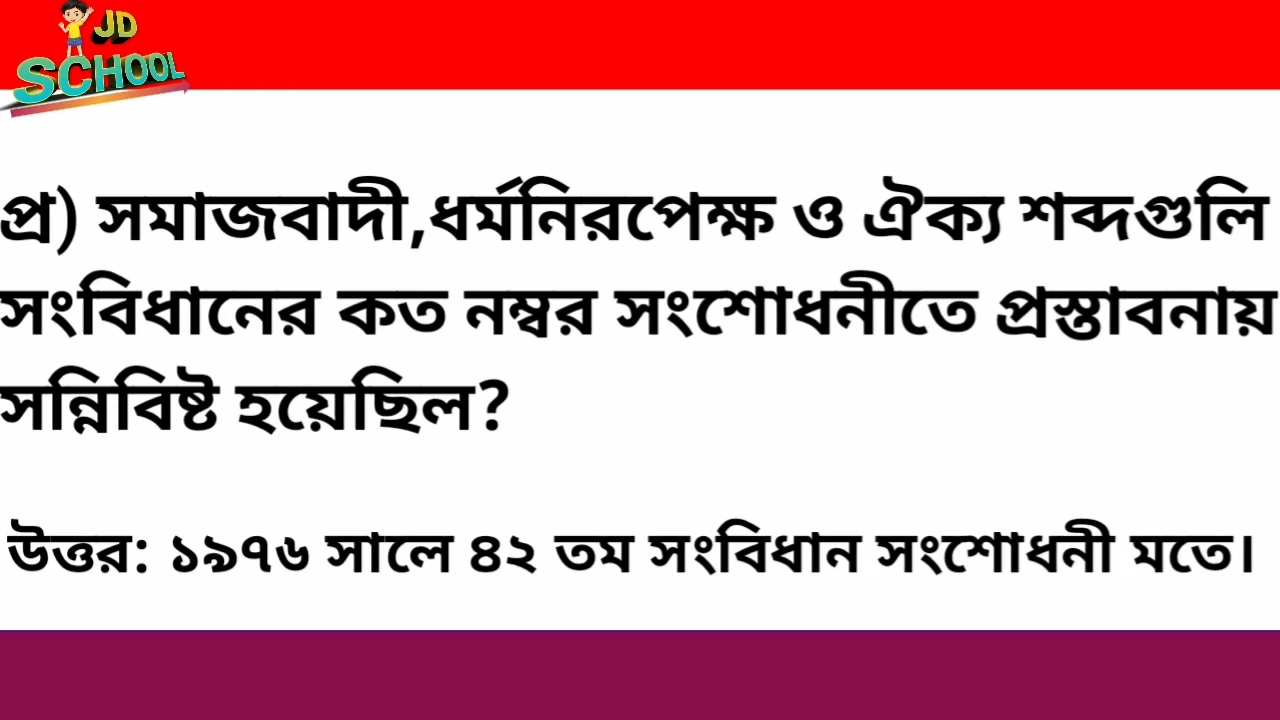 JD
SCHOOL
প্র) সমাজবাদী,ধর্মনিরপেক্ষ ও ঐক্য শব্দগুলি
সংবিধানের কত নম্বর সংশোধনীতে প্রস্তাবনায়
সন্নিবিষ্ট হয়েছিল?
উত্তর: ১৯৭৬ সালে ৪২ তম সংবিধান সংশোধনী মতে।